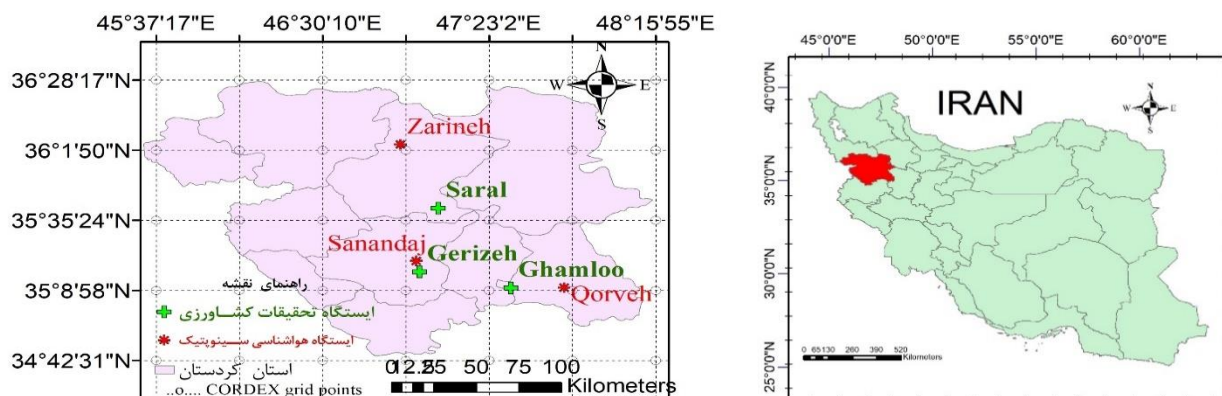 45°37'17"E 46°30'10"E 47°23'2"E 48°15'55"E
36°28'17"N
36°1'50"N
35°35'24"N
35°8'58"N
34°42'31"N
N
W E
S
Zarineh
Saral
Sanandaj
Gerizeh
Ghamloo
Qorveh
راهنمای نقشه
ایستگاه تحقیقات کشــاورزی
ایستگاه هواشناسی ســینوپتیک
استان کردستان
..o.... CORDEX grid points
25 50 75 100
Kilometers
45°0'0"E 50°0'0"E 55°0'0"E 60°0'0"E
40°0'0"N
35°0'0"N
30°0'0"N
25°0'0"N
IRAN
N
W E
S
0 65 130 260 390 520
Kilometers